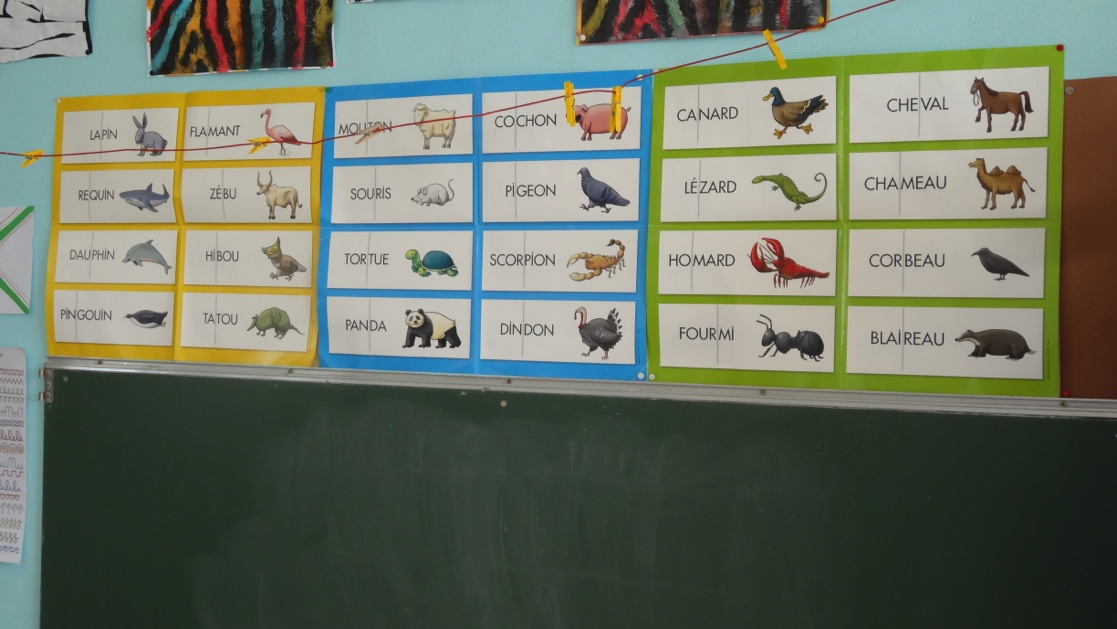 LAPIN
FLAMANT
REQUIN
ZÉBU
DAUPHIN
HIBOU
PINGOUIN
TATOU
MOUTON
COCHON
SOURIS
PIGEON
TORTUE
SCORPION
PANDA
DINDON
CANARD
CHEVAL
LÉZARD
CHAMEAU
HOMARD
CORBEAU
FOURMI
BLAIREAU